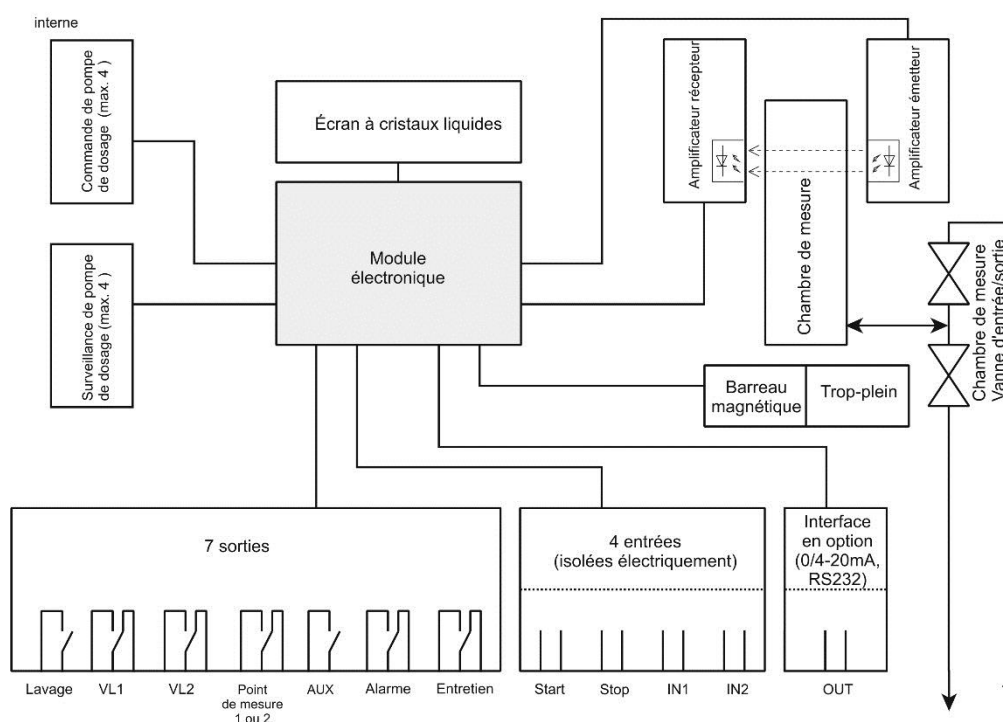 interne
Commande de pompe
de dosage (max. 4 )
Surveillance de pompe
de dosage (max. 4 )
Écran à cristaux liquides
Module
électronique
Amplificateur récepteur
Chambre de mesure
Amplificateur émetteur
Chambre de mesure
Vanne d'entrée/sortie
Barreau
magnétique
Trop-plein
7 sorties
Lavage
VL1
VL2
Point
de mesure
1 ou 2
AUX
Alarme
Entretien
4 entrées
(isolées électriquement)
Start
Stop
IN1
IN2
Interface
en option
(0/4-20mA,
RS232)
OUT